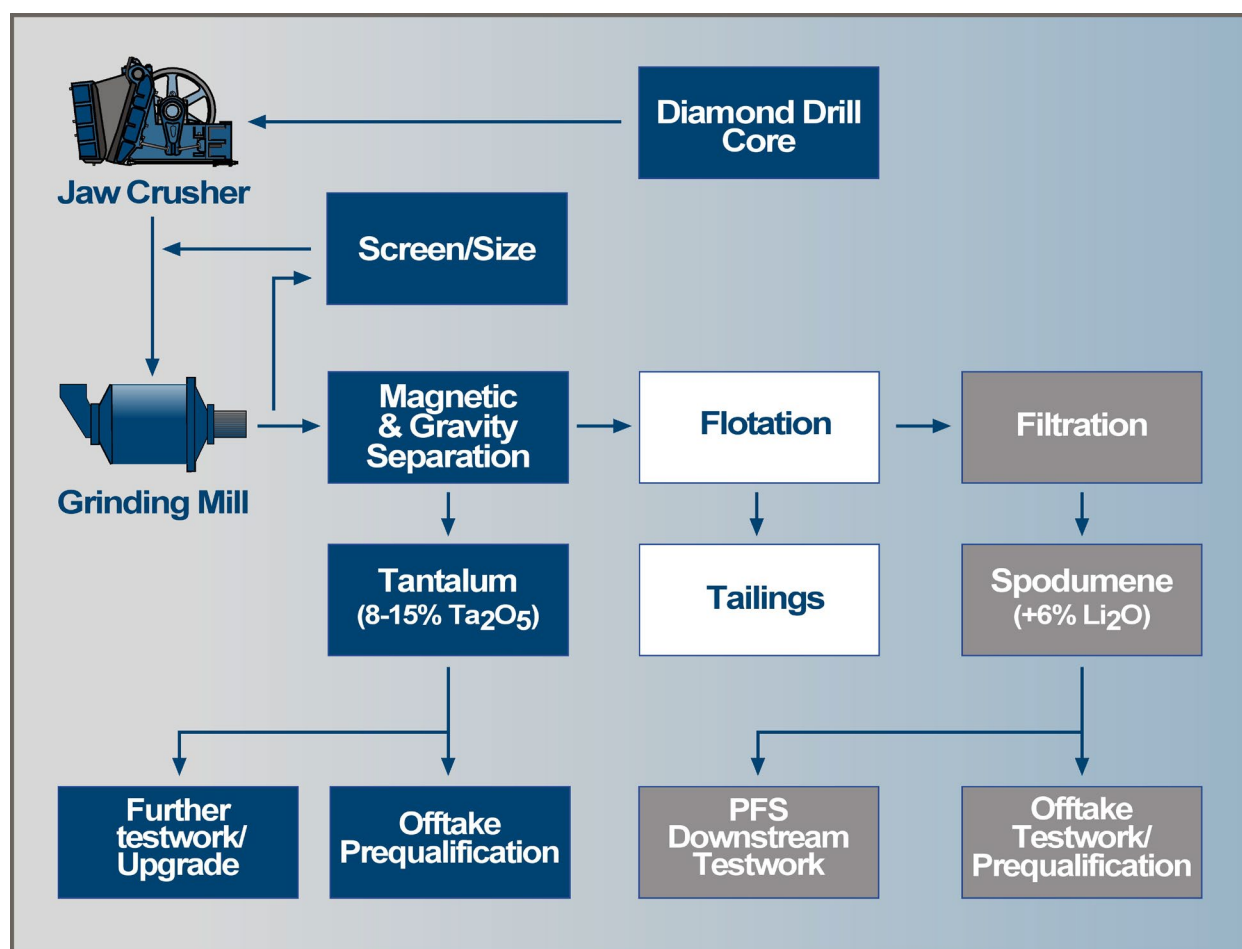 Diamond Drill
Core
Jaw Crusher
Screen/Size
Magnetic
& Gravity
Separation
Flotation
Filtration
Grinding Mill
Tantalum
(8-15% Ta₂O₅)
Tailings
Spodumene
(+6% Li₂O)
Further
testwork/
Upgrade
Offtake
Prequalification
PFS
Downstream
Testwork
Offtake
Testwork/
Prequalification